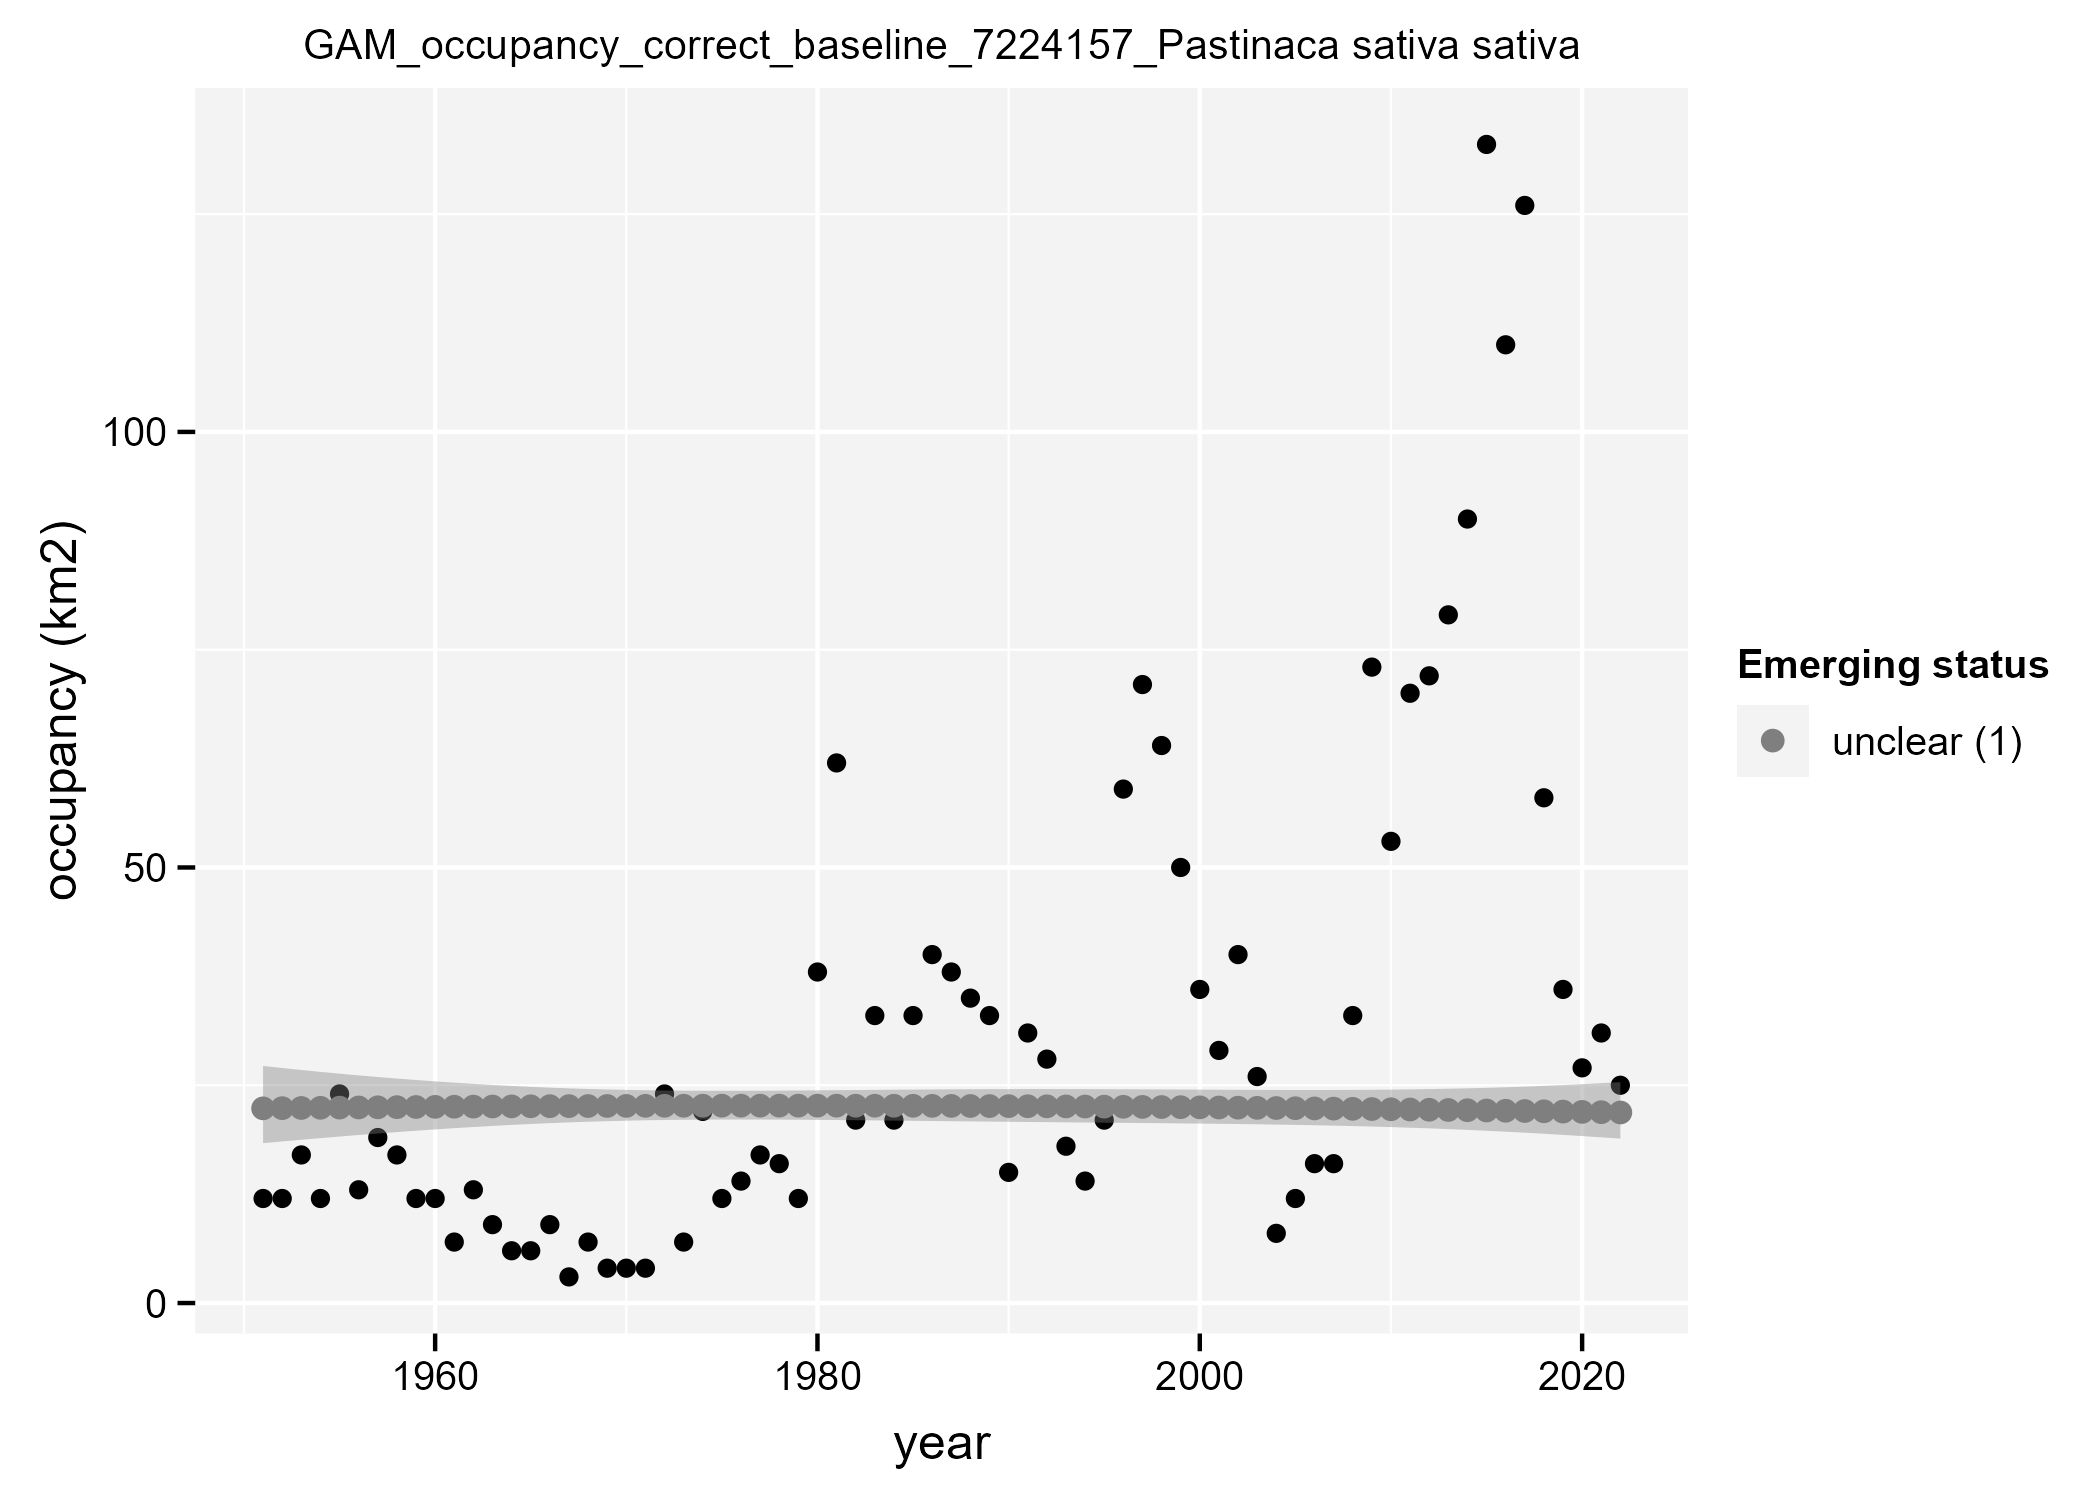 GAM_occupancy_correct_baseline_7224157_Pastinaca sativa sativa
100
50
0
occupancy (km2)
1960 1980 2000 2020
year
Emerging status
unclear (1)